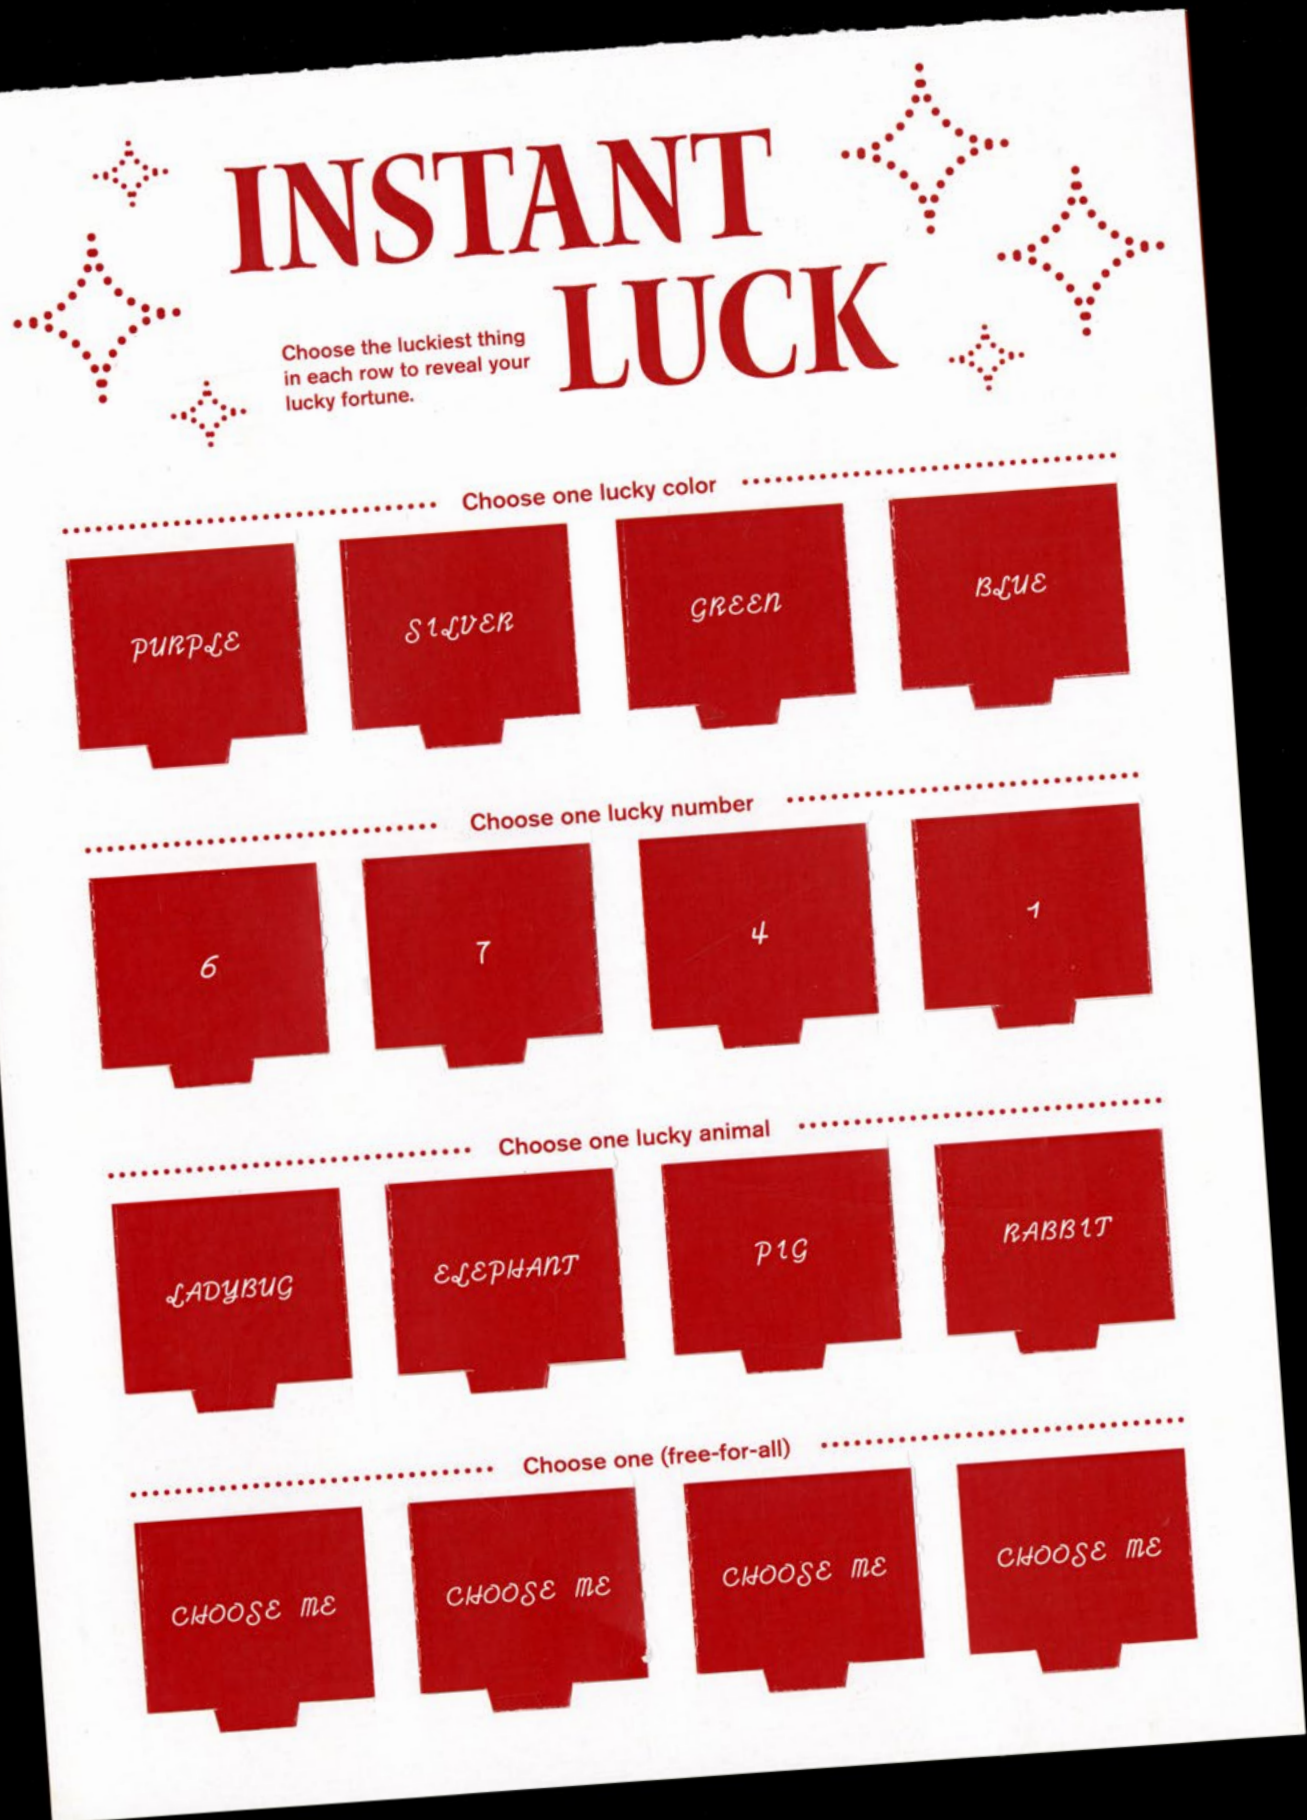 INSTANT
LUCK
Choose the luckiest thing
in each row to reveal your
lucky fortune.
Choose one lucky color
PURPLE
SILVER
GREEN
BLUE
Choose one lucky number
6
7
4
1
Choose one lucky animal
LADYBUG
ELEPHANT
PIG
RABBIT
Choose one (free-for-all)
CHOOSE ME
CHOOSE ME
CHOOSE ME
CHOOSE ME